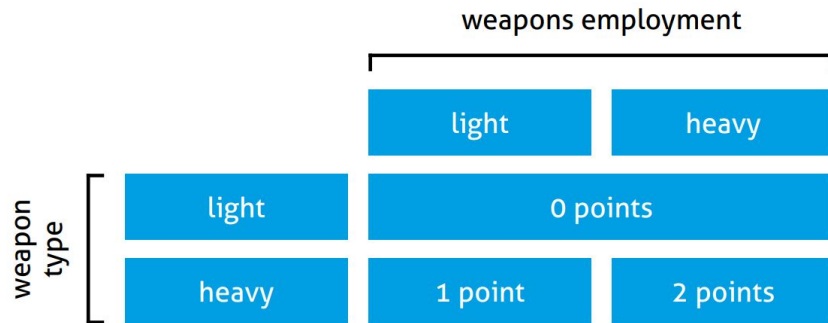 weapons employment
light heavy
weapon
type
light 0 points
heavy 1 point 2 points